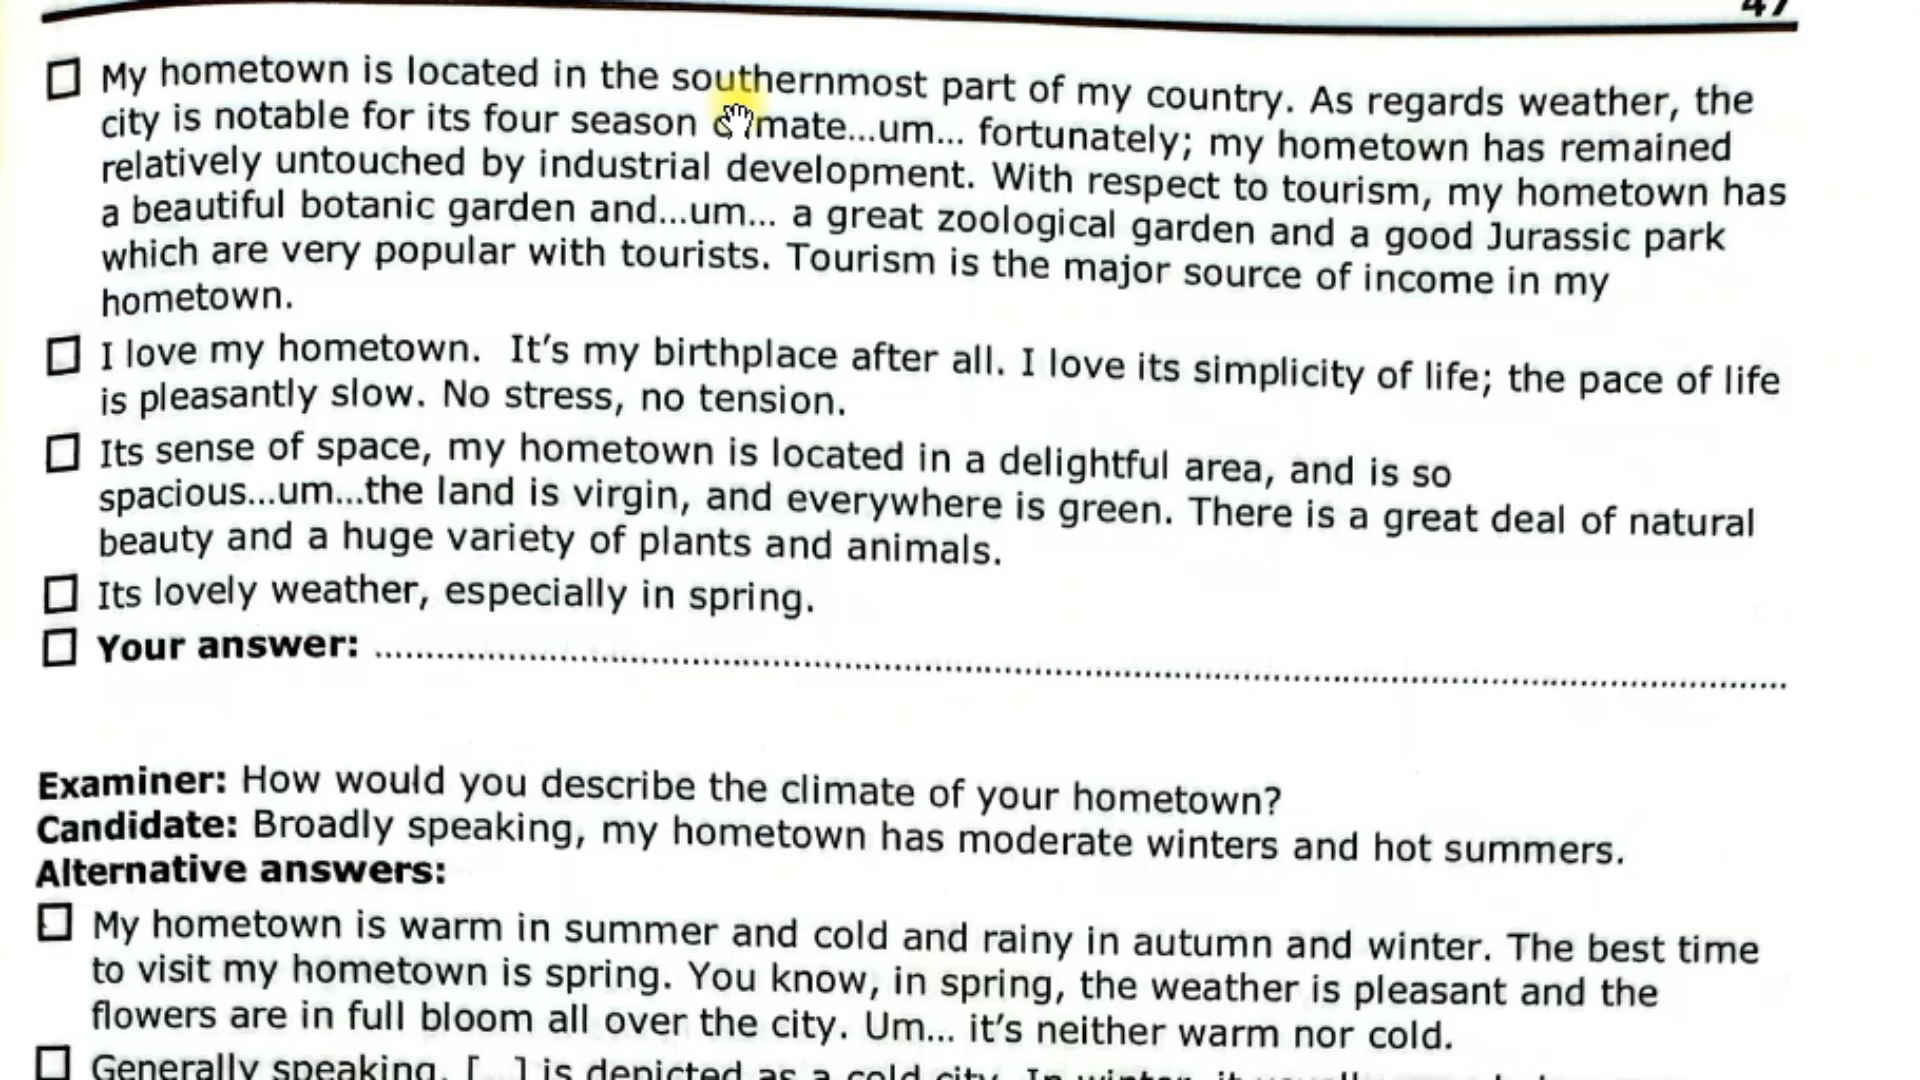 47
My hometown is located in the southernmost part of my country. As regards weather, the
city is notable for its four season climate...um... fortunately; my hometown has remained
relatively untouched by industrial development. With respect to tourism, my hometown has
a beautiful botanic garden and...um... a great zoological garden and a good Jurassic park
which are very popular with tourists. Tourism is the major source of income in my
hometown.
I love my hometown.  It's my birthplace after all. I love its simplicity of life; the pace of life
is pleasantly slow. No stress, no tension.
Its sense of space, my hometown is located in a delightful area, and is so
spacious...um...the land is virgin, and everywhere is green. There is a great deal of natural
beauty and a huge variety of plants and animals.
Its lovely weather, especially in spring.
Your answer: ........................................................................................................
Examiner: How would you describe the climate of your hometown?
Candidate: Broadly speaking, my hometown has moderate winters and hot summers.
Alternative answers:
My hometown is warm in summer and cold and rainy in autumn and winter. The best time
to visit my hometown is spring. You know, in spring, the weather is pleasant and the
flowers are in full bloom all over the city. Um... it's neither warm nor cold.
Generally speaking, [...] is depicted as a cold city. In winter, it usually